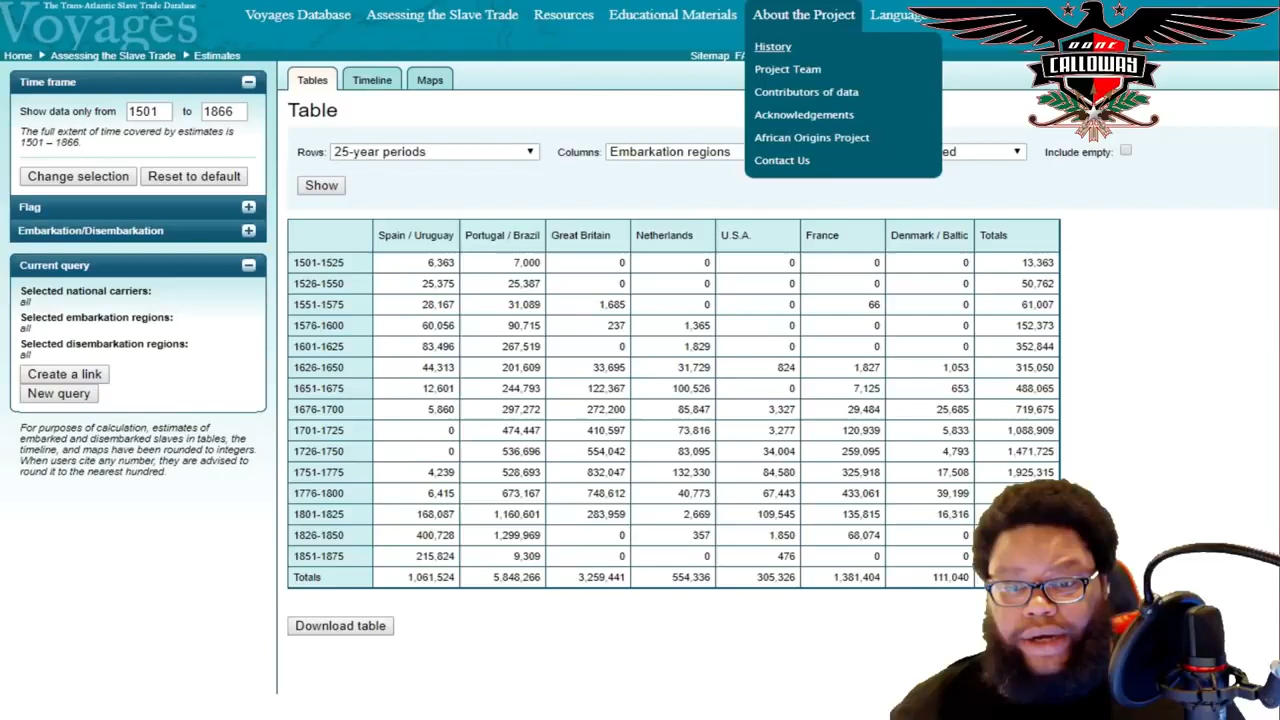 The Trans-Atlantic Slave Trade Database
Voyages
Voyages Database Assessing the Slave Trade Resources Educational Materials About the Project
Home Assessing the Slave Trade Estimates
Sitemap
History
Project Team
Contributors of data
Acknowledgements
African Origins Project
Contact Us
CALLOWAY
Time frame
Show data only from 1501 to 1866
The full extent of time covered by estimates is
1501 – 1866.
Change selection Reset to default
Flag
Embarkation/Disembarkation
Current query
Selected national carriers:
all
Selected embarkation regions:
all
Selected disembarkation regions:
all
Create a link
New query
For purposes of calculation, estimates of
embarked and disembarked slaves in tables, the
timeline, and maps have been rounded to integers.
When users cite any number, they are advised to
round it to the nearest hundred.
Tables Timeline Maps
Table
Rows: 25-year periods Columns: Embarkation regions Include empty:
Show
Spain / Uruguay Portugal / Brazil Great Britain Netherlands U.S.A. France Denmark / Baltic Totals
1501-1525 6,363 7,000 0 0 0 0 0 13,363
1526-1550 25,375 25,387 0 0 0 0 0 50,762
1551-1575 28,167 31,089 1,685 0 0 66 0 61,007
1576-1600 60,056 90,715 237 1,365 0 0 0 152,373
1601-1625 83,496 267,519 0 1,829 0 0 0 352,844
1626-1650 44,313 201,609 33,695 31,729 824 1,827 1,053 315,050
1651-1675 12,601 244,793 122,367 100,526 0 7,125 653 488,065
1676-1700 5,860 297,272 272,200 85,847 3,327 29,484 25,685 719,675
1701-1725 0 474,447 410,597 73,816 3,277 120,939 5,833 1,088,909
1726-1750 0 536,696 554,042 83,095 34,004 259,095 4,793 1,471,725
1751-1775 4,239 528,693 832,047 132,330 84,580 325,918 17,508 1,925,315
1776-1800 6,415 673,167 748,612 40,773 67,443 433,061 39,199
1801-1825 168,087 1,160,601 283,959 2,669 109,545 135,815 16,316
1826-1850 400,728 1,299,969 0 357 1,850 68,074 0
1851-1875 215,824 9,309 0 0 476 0 0
Totals 1,061,524 5,848,266 3,259,441 554,336 305,326 1,381,404 111,040
Download table